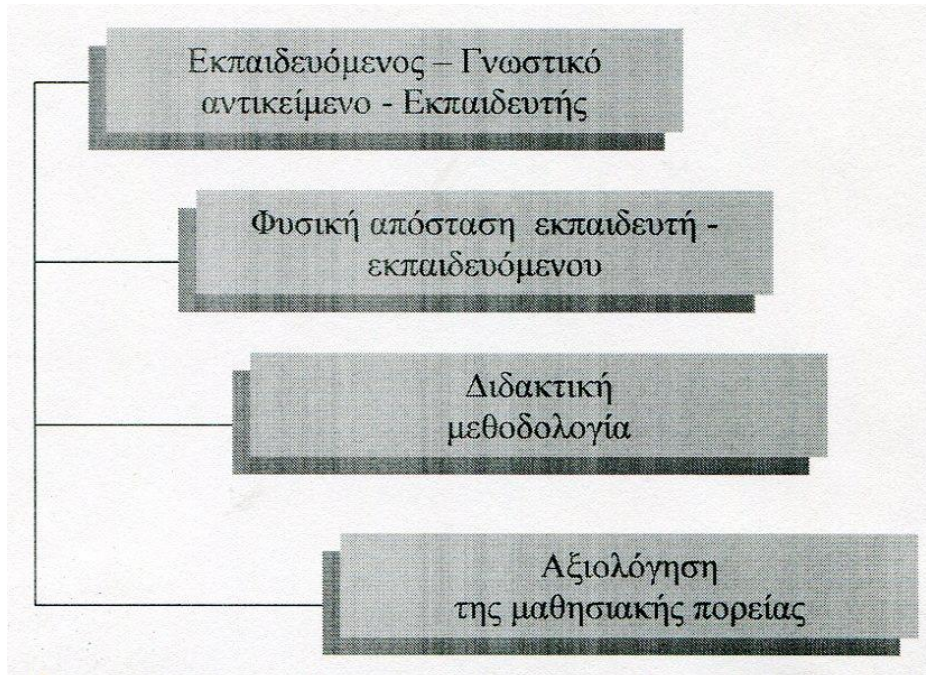 Εκπαιδευόμενος – Γνωστικό
αντικείμενο - Εκπαιδευτής
Φυσική απόσταση εκπαιδευτή -
εκπαιδευόμενου
Διδακτική
μεθοδολογία
Αξιολόγηση
της μαθησιακής πορείας